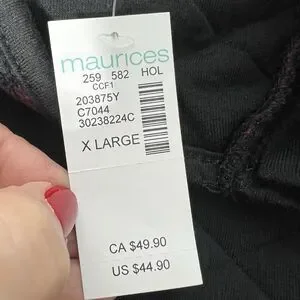 maurices
259 582 HOL
CCF1
203875Y
C7044
30238224C
X LARGE
CA $49.90
US $44.90